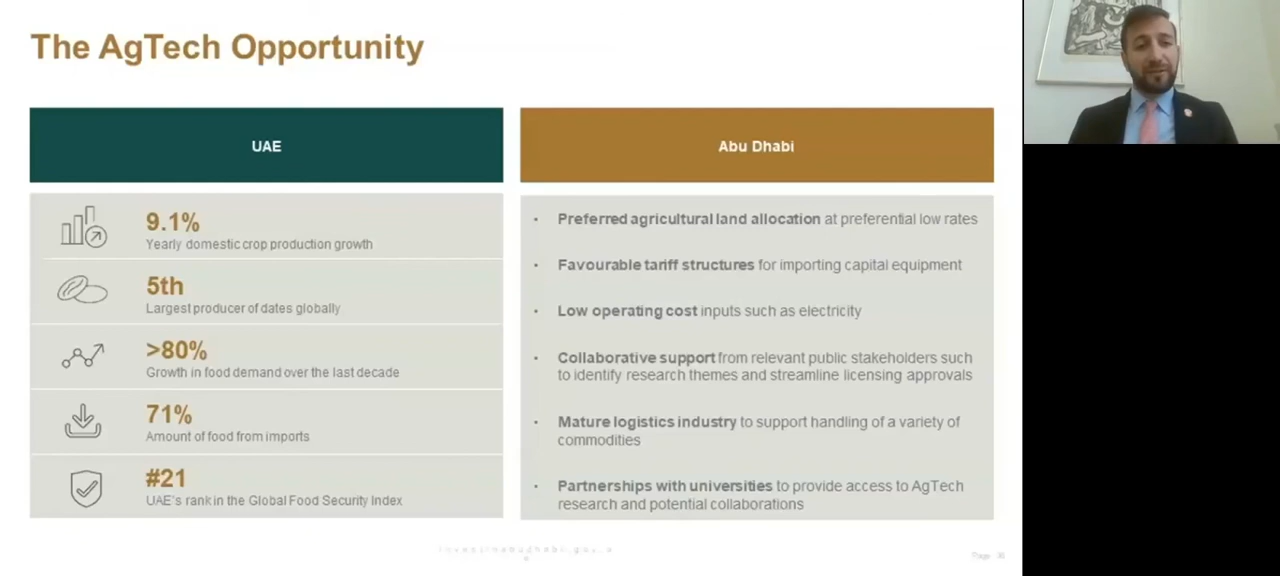 The AgTech Opportunity
UAE
9.1%
Yearly domestic crop production growth
5th
Largest producer of dates globally
>80%
Growth in food demand over the last decade
71%
Amount of food from imports
#21
UAE's rank in the Global Food Security Index
Abu Dhabi
• Preferred agricultural land allocation at preferential low rates
• Favourable tariff structures for importing capital equipment
• Low operating cost inputs such as electricity
• Collaborative support from relevant public stakeholders such
to identify research themes and streamline licensing approvals
• Mature logistics industry to support handling of a variety of
commodities
• Partnerships with universities to provide access to AgTech
research and potential collaborations
Page